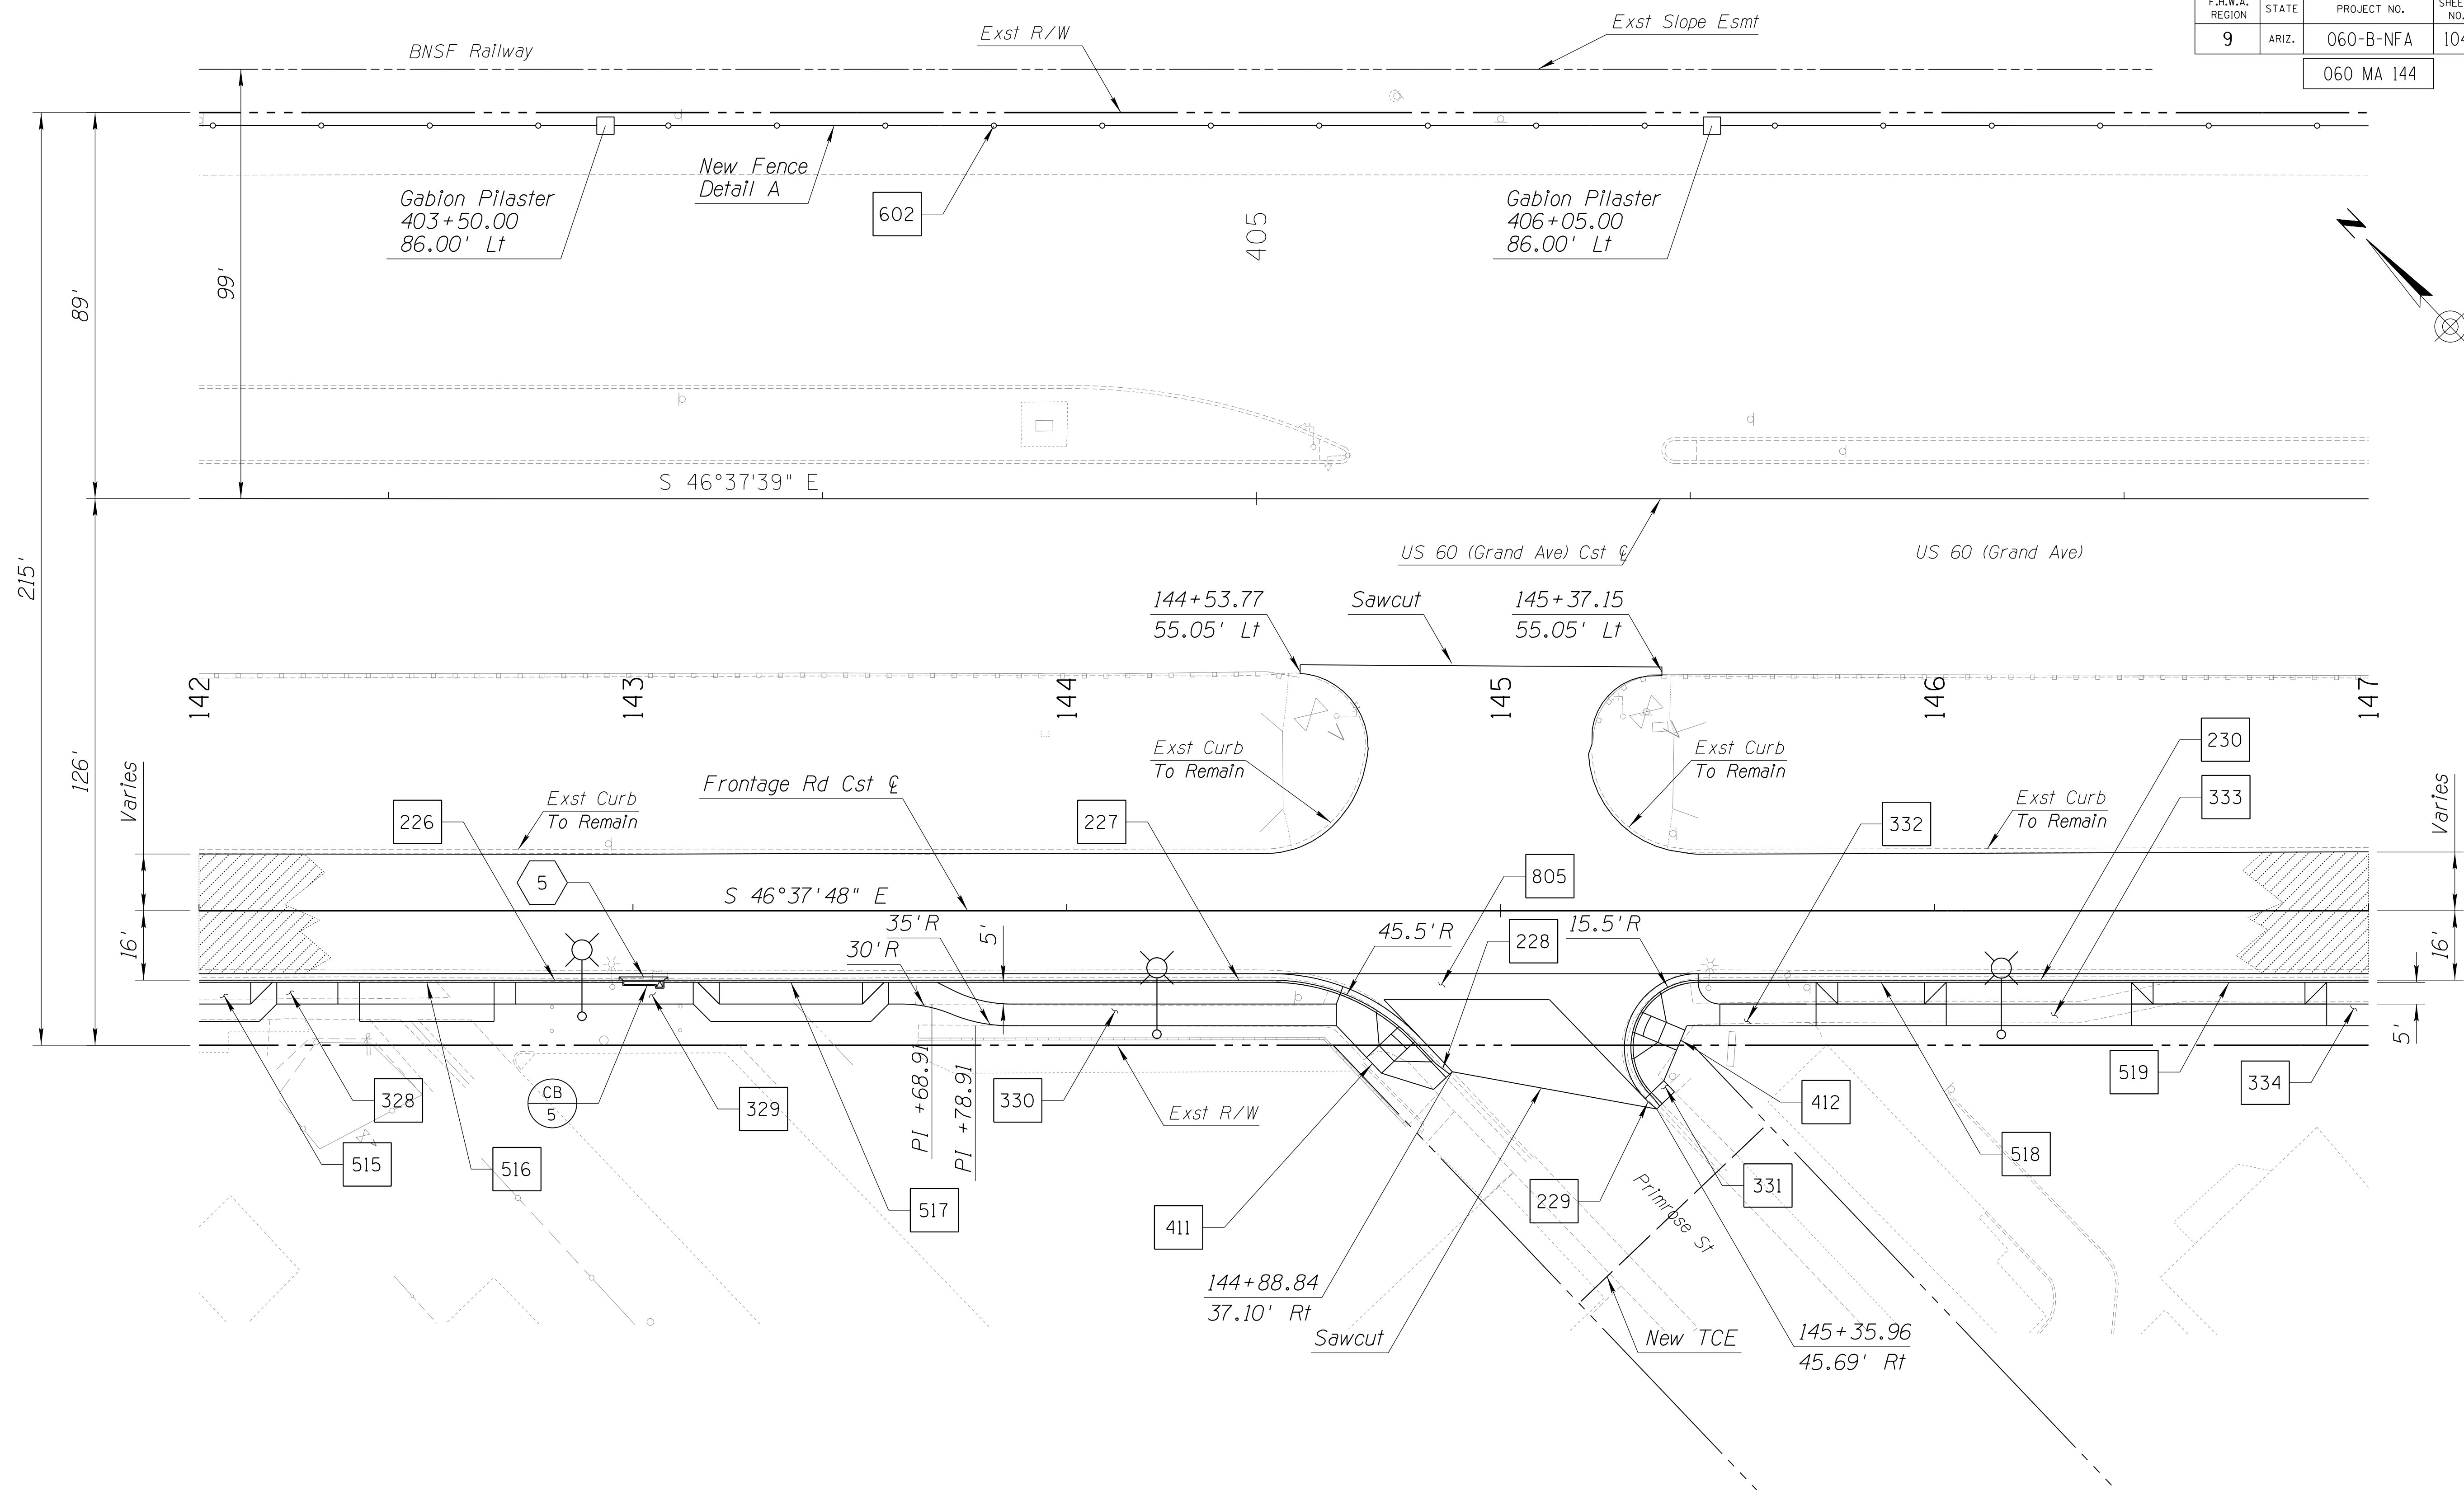 F.H.W.A. REGION
STATE
PROJECT NO.
9
ARIZ.
060-B-NFA
060 MA 144
BNSF Railway
Exst R/W
Exst Slope Esmt
New Fence
Detail A
Gabion Pilaster
403+50.00
86.00' Lt
602
405
Gabion Pilaster
406+05.00
86.00' Lt
N
99'
89'
215'
126'
S 46°37'39" E
US 60 (Grand Ave) Cst ℄
US 60 (Grand Ave)
144+53.77
55.05' Lt
Sawcut
145+37.15
55.05' Lt
142
143
144
145
146
147
Varies
16'
Exst Curb
To Remain
226
5
Frontage Rd Cst ℄
S 46°37'48" E
227
Exst Curb
To Remain
Exst Curb
To Remain
332
Exst Curb
To Remain
230
333
Varies
16'
5'
35'R
30'R
5'
45.5'R
805
228
15.5'R
328
515
516
CB
5
329
517
PI +68.91
PI +78.91
330
Exst R/W
411
144+88.84
37.10' Rt
Sawcut
229
Primrose St
331
412
New TCE
145+35.96
45.69' Rt
518
519
334